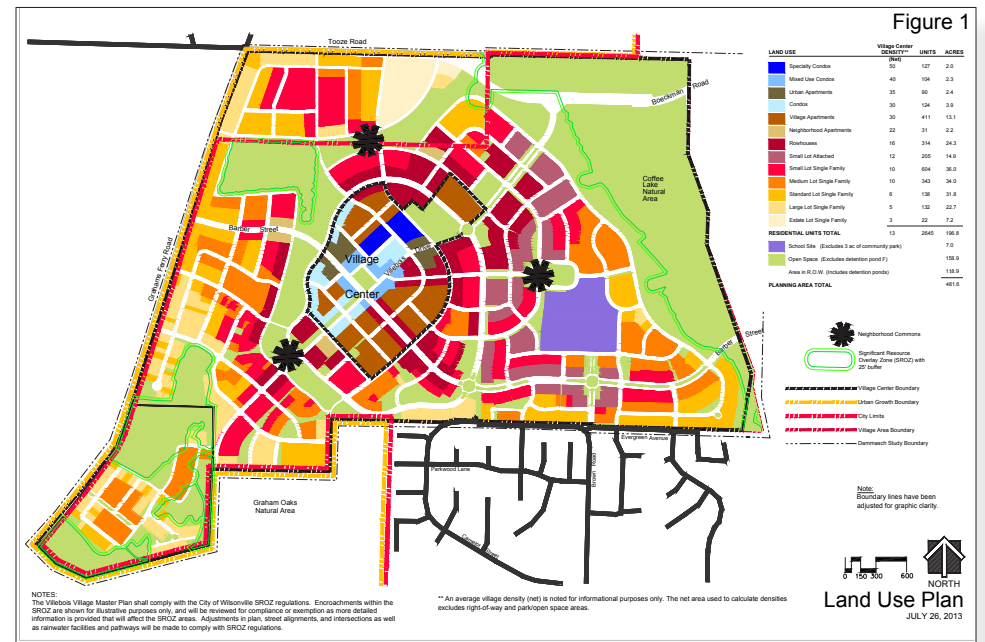 Figure 1
Tooze Road
Boeckman Road
Coffee
Lake
Natural
Area
Barber Street
Grahams Ferry Road
Village
Center
Villebois Drive
Barber Street
Evergreen Avenue
Parkwood Lane
Brown Road
Graham Oaks
Natural Area
LAND USE Village Center DENSITY** (Net) UNITS ACRES
Specialty Condos 50 127 2.0
Mixed Use Condos 40 104 2.3
Urban Apartments 35 90 2.4
Condos 30 124 3.9
Village Apartments 30 411 13.1
Neighborhood Apartments 22 31 2.2
Rowhouses 16 314 24.3
Small Lot Attached 12 205 14.9
Small Lot Single Family 10 604 36.0
Medium Lot Single Family 10 343 34.0
Standard Lot Single Family 6 138 31.8
Large Lot Single Family 5 132 22.7
Estate Lot Single Family 3 22 7.2
RESIDENTIAL UNITS TOTAL 13 2645 196.8
School Site (Excludes 3 ac of community park) 7.0
Open Space (Excludes detention pond F) 158.9
Area in R.O.W. (Includes detention ponds) 118.9
PLANNING AREA TOTAL 481.6
Neighborhood Commons
Significant Resource
Overlay Zone (SROZ) with
25' buffer
Village Center Boundary
Urban Growth Boundary
City Limits
Village Area Boundary
Dammasch Study Boundary
Note:
Boundary lines have been
adjusted for graphic clarity.
0 150 300 600
NORTH
Land Use Plan
JULY 26, 2013
NOTES:
The Villebois Village Master Plan shall comply with the City of Wilsonville SROZ regulations. Encroachments within the
SROZ are shown for illustrative purposes only, and will be reviewed for compliance or exemption as more detailed
information is provided that will affect the SROZ areas. Adjustments in plan, street alignments, and intersections as well
as rainwater facilities and pathways will be made to comply with SROZ regulations.
** An average village density (net) is noted for informational purposes only. The net area used to calculate densities
excludes right-of-way and park/open space areas.